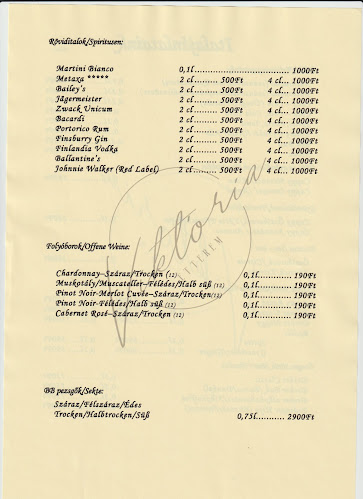 Röviditalok/Spiritusen:
Martini Bianco 0,1l........................... 1000Ft
Metaxa ***** 2 cl........ 500Ft 4 cl... 1000Ft
Bailey's 2 cl........ 500Ft 4 cl... 1000Ft
Jägermeister 2 cl........ 500Ft 4 cl... 1000Ft
Zwack Unicum 2 cl........ 500Ft 4 cl... 1000Ft
Bacardi 2 cl........ 500Ft 4 cl... 1000Ft
Portorico Rum 2 cl........ 500Ft 4 cl... 1000Ft
Finsburry Gin 2 cl........ 500Ft 4 cl... 1000Ft
Finlandia Vodka 2 cl........ 500Ft 4 cl... 1000Ft
Ballantine's 2 cl........ 500Ft 4 cl... 1000Ft
Johnnie Walker (Red Label) 2 cl........ 500Ft 4 cl... 1000Ft
Viktoria
ÉTTEREM
Folyóborok/Offene Weine:
Chardonnay–Száraz/Trocken (12) 0,1l........... 190Ft
Muskotály/Muscateller–Félédes/Halb süß (12) 0,1l........... 190Ft
Pinot Noir-Merlot Cuvée–Száraz/Trocken(12) 0,1l........... 190Ft
Pinot Noir-Félédes/Halb süß (12) 0,1l........... 190Ft
Cabernet Rosé–Száraz/Trocken (12) 0,1l........... 190Ft
BB pezsgők/Sekte:
Száraz/Félszáraz/Édes
Trocken/Halbtrocken/Süß 0,75l........... 2900Ft